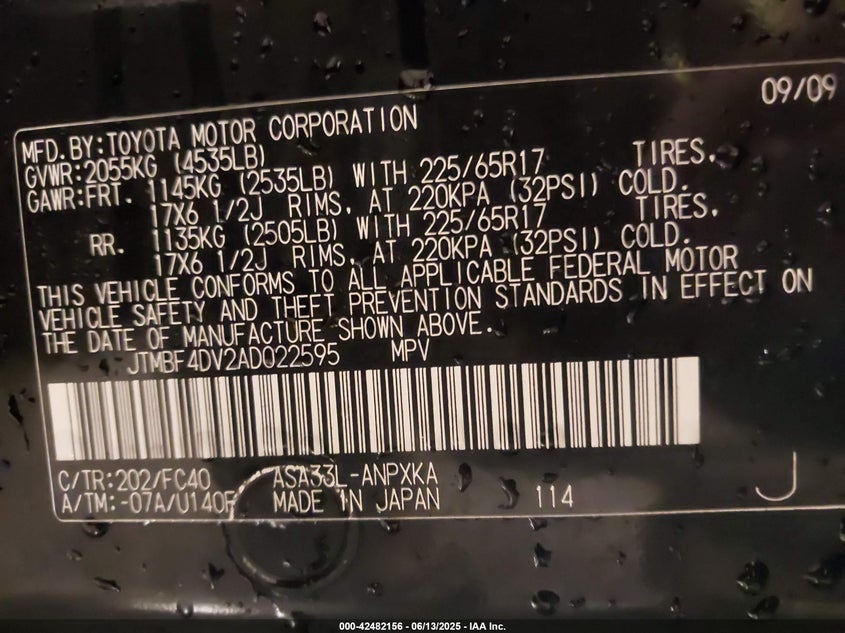 09/09
MFD.BY:TOYOTA MOTOR CORPORATION
GVWR:2055KG (4535LB)
GAWR:FRT. 1145KG (2535LB) WITH 225/65R17 TIRES,
17X6 1/2J RIMS, AT 220KPA (32PSI) COLD.
RR. 1135KG (2505LB) WITH 225/65R17 TIRES,
17X6 1/2J RIMS, AT 220KPA (32PSI) COLD.
THIS VEHICLE CONFORMS TO ALL APPLICABLE FEDERAL MOTOR
VEHICLE SAFETY AND THEFT PREVENTION STANDARDS IN EFFECT ON
THE DATE OF MANUFACTURE SHOWN ABOVE.
JTMBF4DV2AD022595 MPV
C/TR:202/FC40 ASA33L-ANPXKA
A/TM:-07A/U140F MADE IN JAPAN 114 J
000-42482156 - 06/13/2025 - IAA Inc.